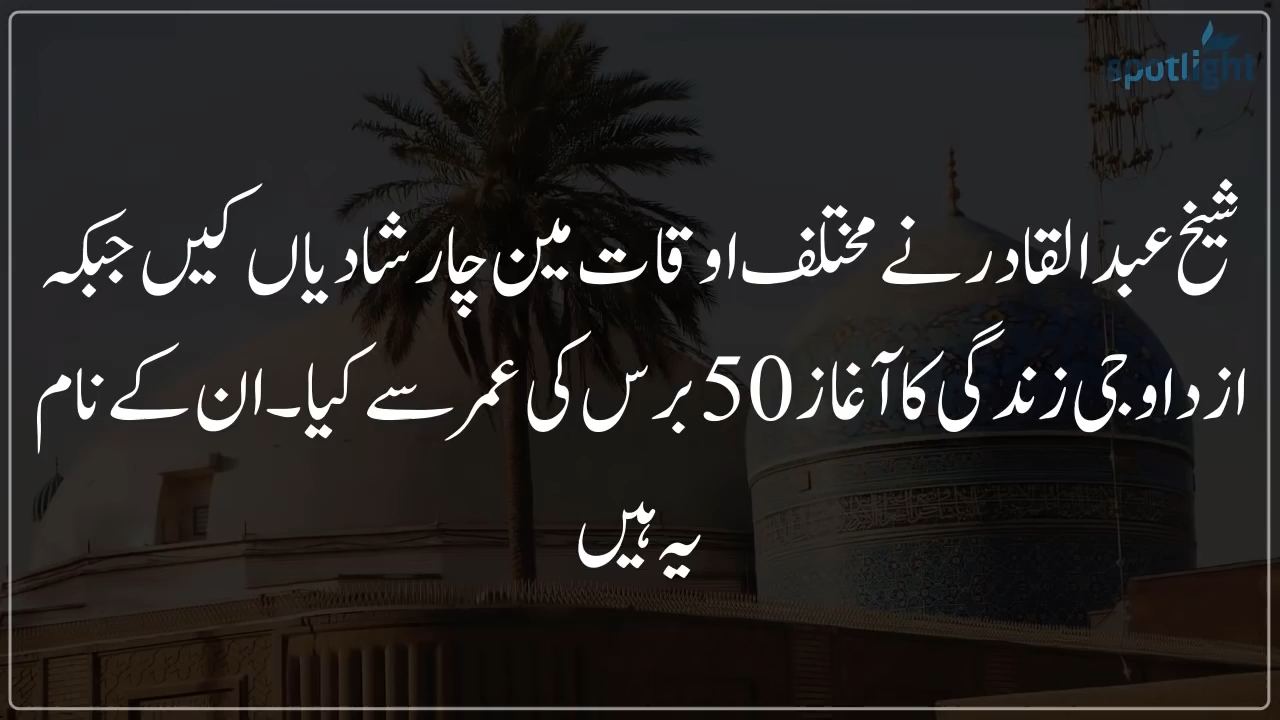 spotlight
شیخ عبدالقادر نے مختلف اوقات مین چار شادیاں کیں جبکہ
ازداوجی زندگی کا آغاز 50 برس کی عمر سے کیا۔ ان کے نام
یہ ہیں